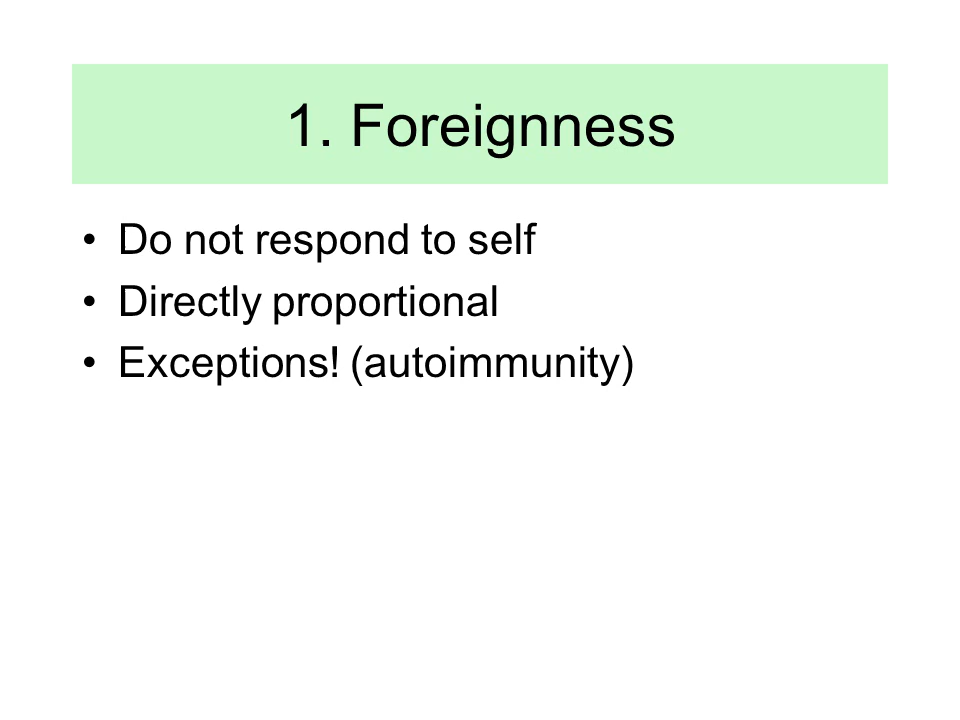 1. Foreignness
• Do not respond to self
• Directly proportional
• Exceptions! (autoimmunity)